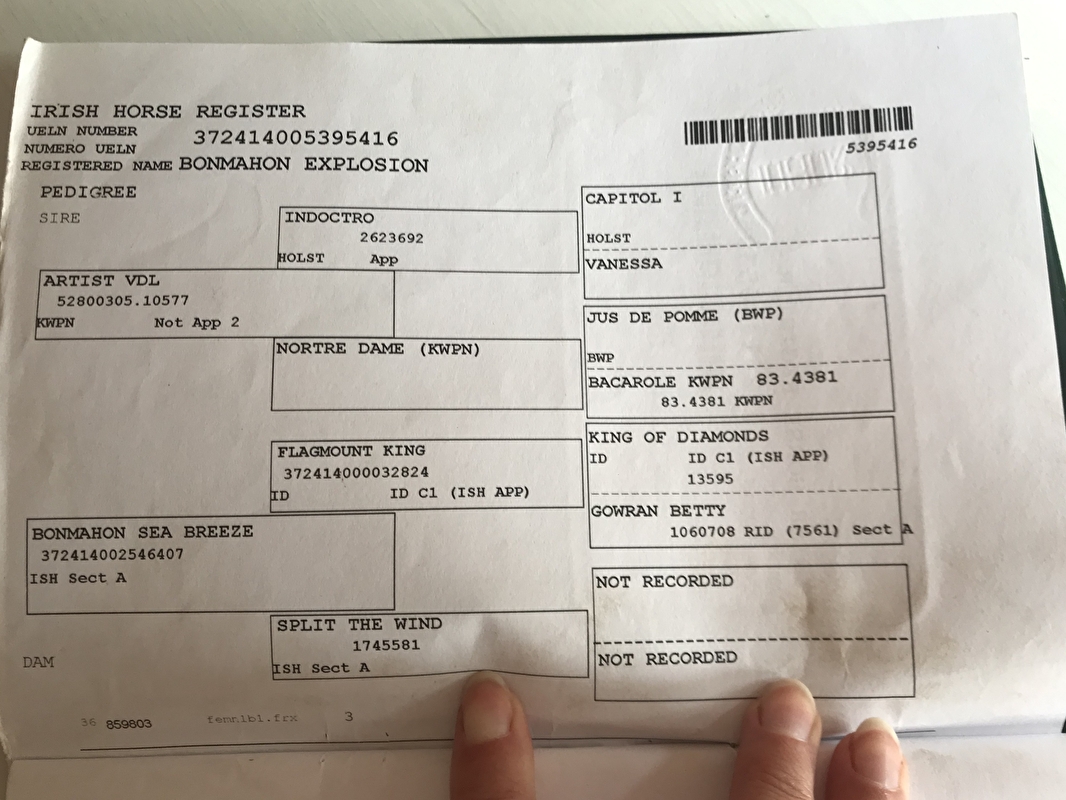 IRISH HORSE REGISTER
UELN NUMBER
NUMERO UELN
372414005395416
REGISTERED NAME BONMAHON EXPLOSION
5395416
PEDIGREE
SIRE
ARTIST VDL
52800305.10577
KWPN Not App 2
INDOCTRO
2623692
HOLST App
CAPITOL I
HOLST
VANESSA
NORTRE DAME (KWPN)
JUS DE POMME (BWP)
BWP
BACAROLE KWPN 83.4381
83.4381 KWPN
BONMAHON SEA BREEZE
372414002546407
ISH Sect A
FLAGMOUNT KING
372414000032824
ID ID C1 (ISH APP)
KING OF DIAMONDS
ID ID C1 (ISH APP)
13595
GOWRAN BETTY
1060708 RID (7561) Sect A
SPLIT THE WIND
1745581
ISH Sect A
NOT RECORDED
NOT RECORDED
DAM
36 859803 femnlb1.frx 3